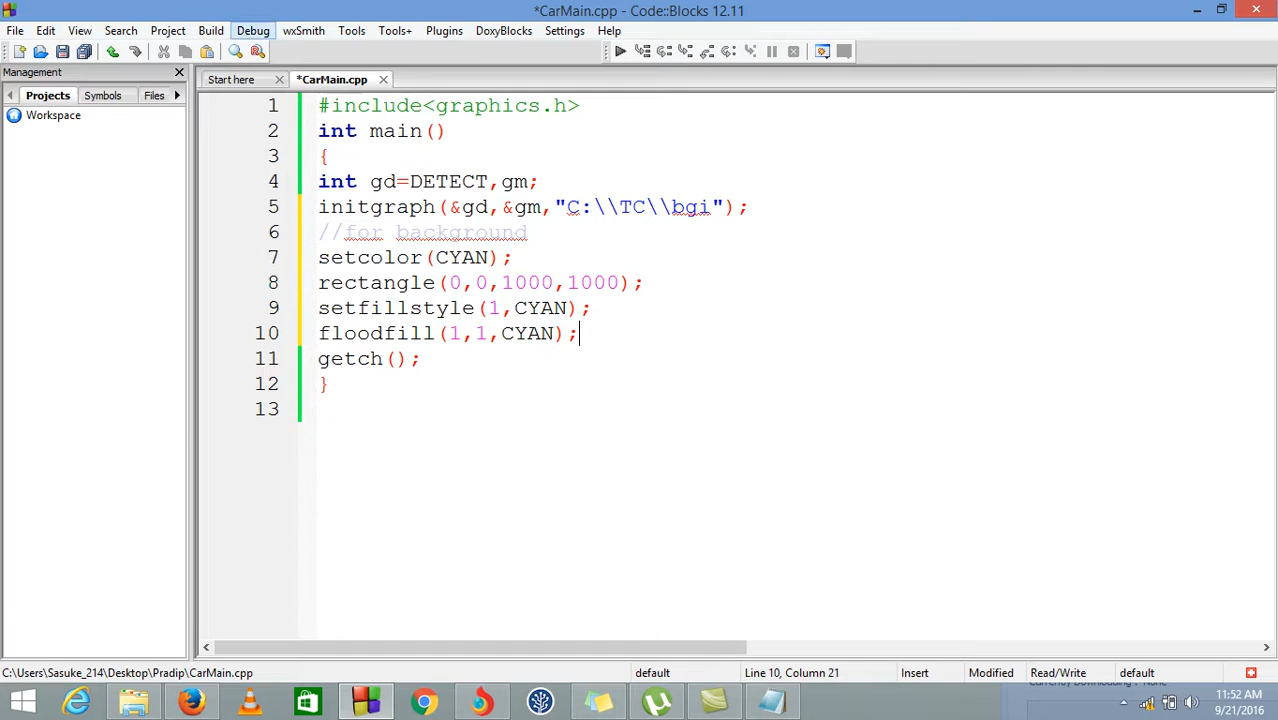 *CarMain.cpp - Code::Blocks 12.11
File Edit View Search Project Build Debug wxSmith Tools Tools+ Plugins DoxyBlocks Settings Help
Management
Start here
*CarMain.cpp
Projects Symbols Files
Workspace
1 #include<graphics.h>
2 int main()
3 {
4 int gd=DETECT,gm;
5 initgraph(&gd,&gm,"C:\\TC\\bgi");
6 //for background
7 setcolor(CYAN);
8 rectangle(0,0,1000,1000);
9 setfillstyle(1,CYAN);
10 floodfill(1,1,CYAN);
11 getch();
12 }
13
C:\Users\Sasuke_214\Desktop\Pradip\CarMain.cpp default Line 10, Column 21 Insert Modified Read/Write default
11:52 AM
9/21/2016